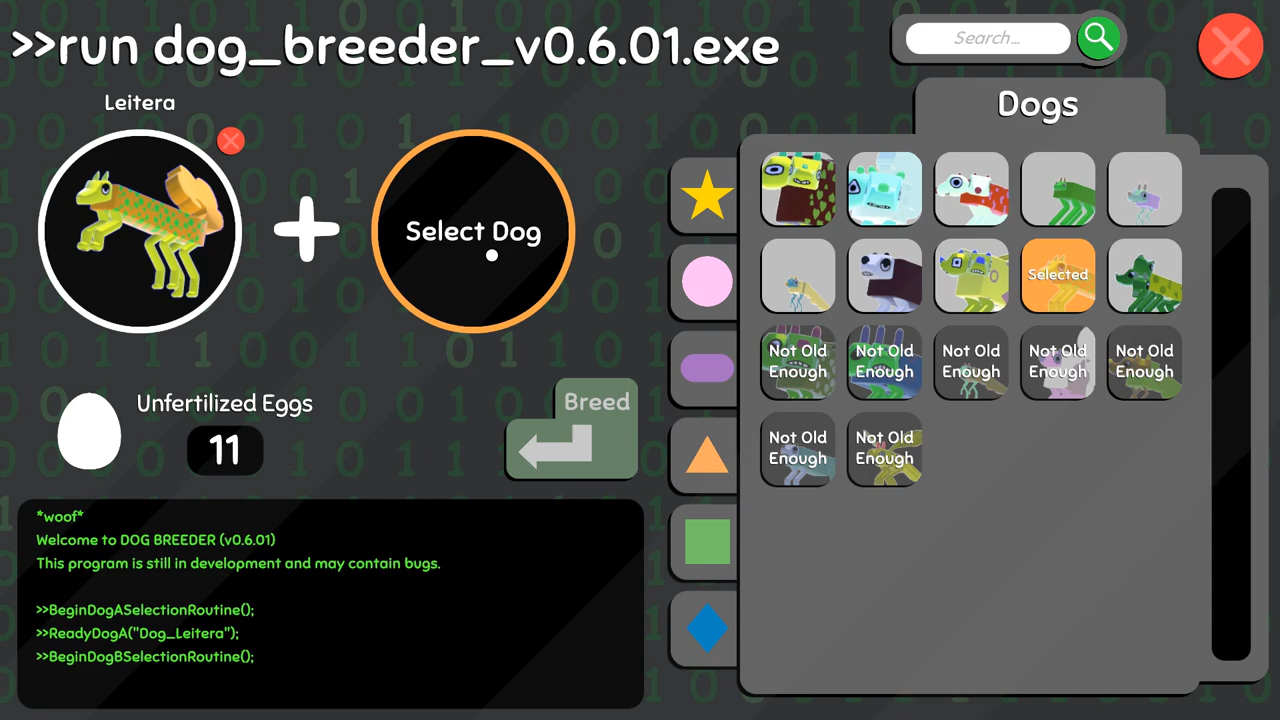 >>run dog_breeder_v0.6.01.exe
Search...
Leitera
Dogs
Select Dog
Selected
Not Old Enough
Not Old Enough
Not Old Enough
Not Old Enough
Not Old Enough
Unfertilized Eggs
11
Breed
Not Old Enough
Not Old Enough
*woof*
Welcome to DOG BREEDER (v0.6.01)
This program is still in development and may contain bugs.
>>BeginDogASelectionRoutine();
>>ReadyDogA("Dog_Leitera");
>>BeginDogBSelectionRoutine();